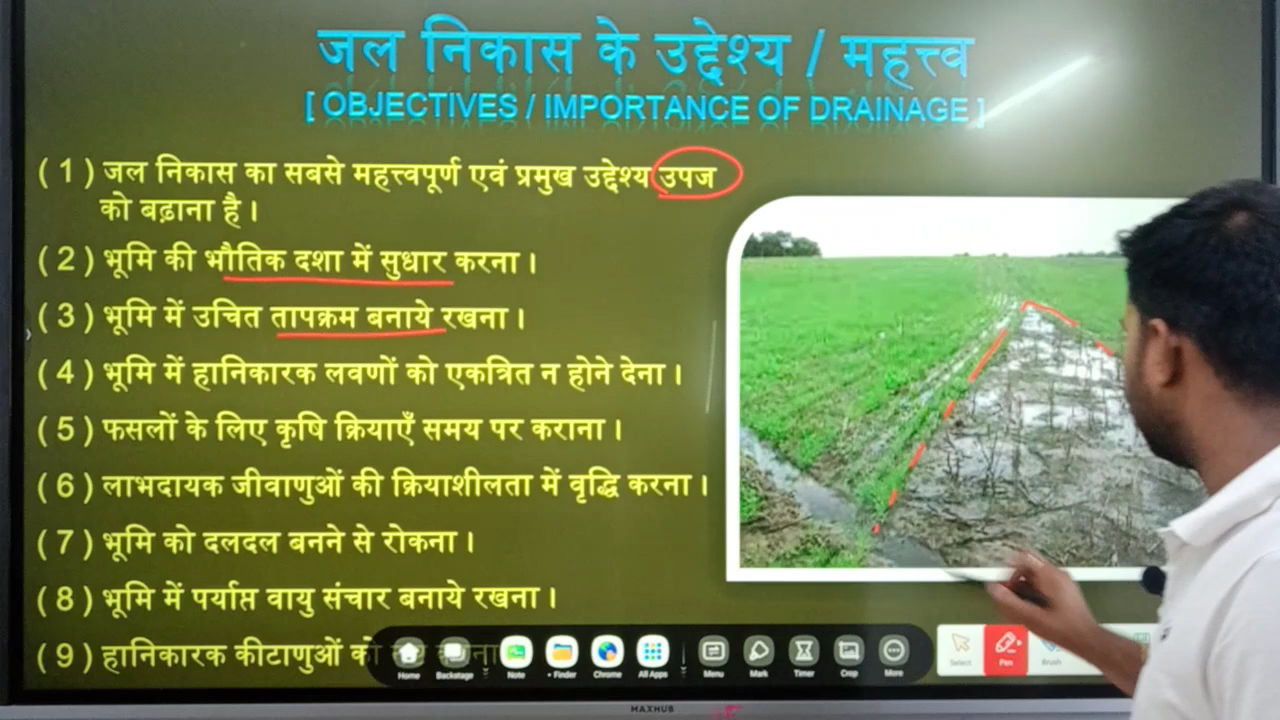 जल निकास के उद्देश्य / महत्त्व
[ OBJECTIVES / IMPORTANCE OF DRAINAGE ]
( 1 ) जल निकास का सबसे महत्त्वपूर्ण एवं प्रमुख उद्देश्य उपज
को बढ़ाना है ।
( 2 ) भूमि की भौतिक दशा में सुधार करना ।
( 3 ) भूमि में उचित तापक्रम बनाये रखना ।
( 4 ) भूमि में हानिकारक लवणों को एकत्रित न होने देना ।
( 5 ) फसलों के लिए कृषि क्रियाएँ समय पर कराना ।
( 6 ) लाभदायक जीवाणुओं की क्रियाशीलता में वृद्धि करना ।
( 7 ) भूमि को दलदल बनने से रोकना ।
( 8 ) भूमि में पर्याप्त वायु संचार बनाये रखना ।
( 9 ) हानिकारक कीटाणुओं को
Home Backstage Note Finder Chrome All Apps Menu Mark Timer Crop More
Select Pen Brush
MAXHUB